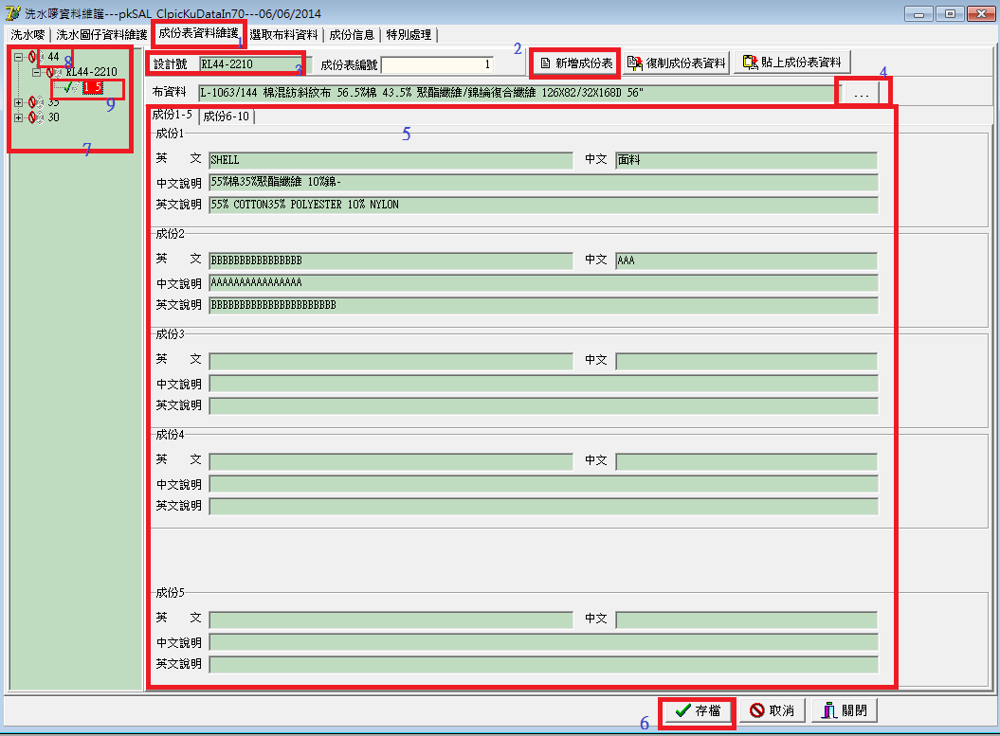 洗水嘜資料維護---pkSAL_ClpicKuDataIn70---06/06/2014
洗水嘜 洗水圖仔資料維護 成份表資料維護 選取布料資料 成份信息 特別處理
1
44
8
RL44-2210
1 5
9
35
30
7
設計號 RL44-2210 3 成份表編號 1
2 新增成份表 復制成份表資料 貼上成份表資料
布資料 L-1063/144 棉混紡斜紋布 56.5%棉 43.5% 聚酯纖維/錦綸復合纖維 126X82/32X168D 56" ... 4
成份1-5 成份6-10
5
成份1
英 文 SHELL 中文 面料
中文說明 55%棉35%聚酯纖維 10%錦-
英文說明 55% COTTON35% POLYESTER 10% NYLON
成份2
英 文 BBBBBBBBBBBBBBBB 中文 AAA
中文說明 AAAAAAAAAAAAAAAA
英文說明 BBBBBBBBBBBBBBBBBBBBBB
成份3
英 文 中文
中文說明
英文說明
成份4
英 文 中文
中文說明
英文說明
成份5
英 文 中文
中文說明
英文說明
6 存檔 取消 關閉